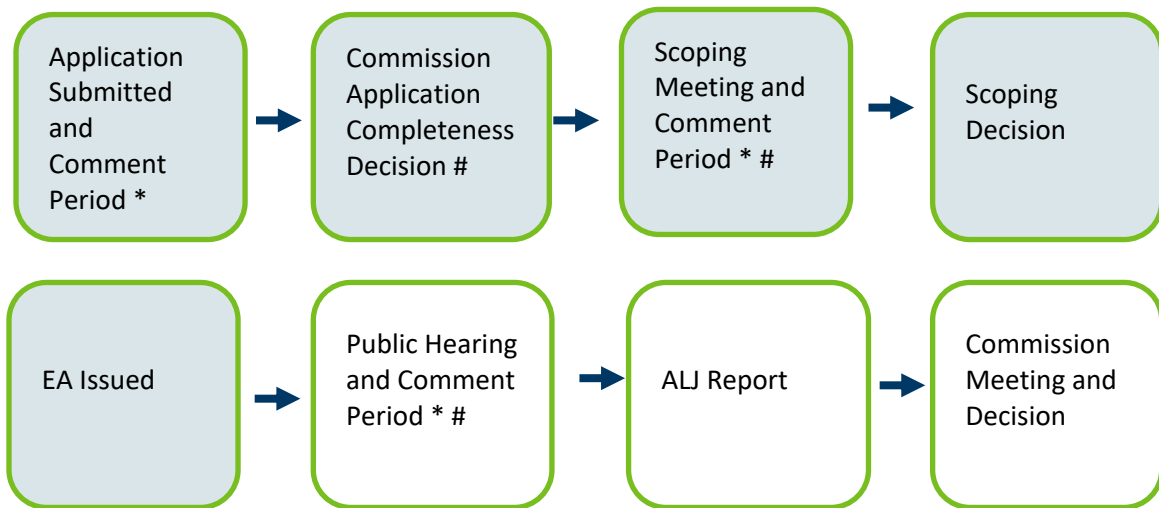 Application
Submitted
and
Comment
Period *
Commission
Application
Completeness
Decision #
Scoping
Meeting and
Comment
Period * #
Scoping
Decision
EA Issued
Public Hearing
and Comment
Period * #
ALJ Report
Commission
Meeting and
Decision